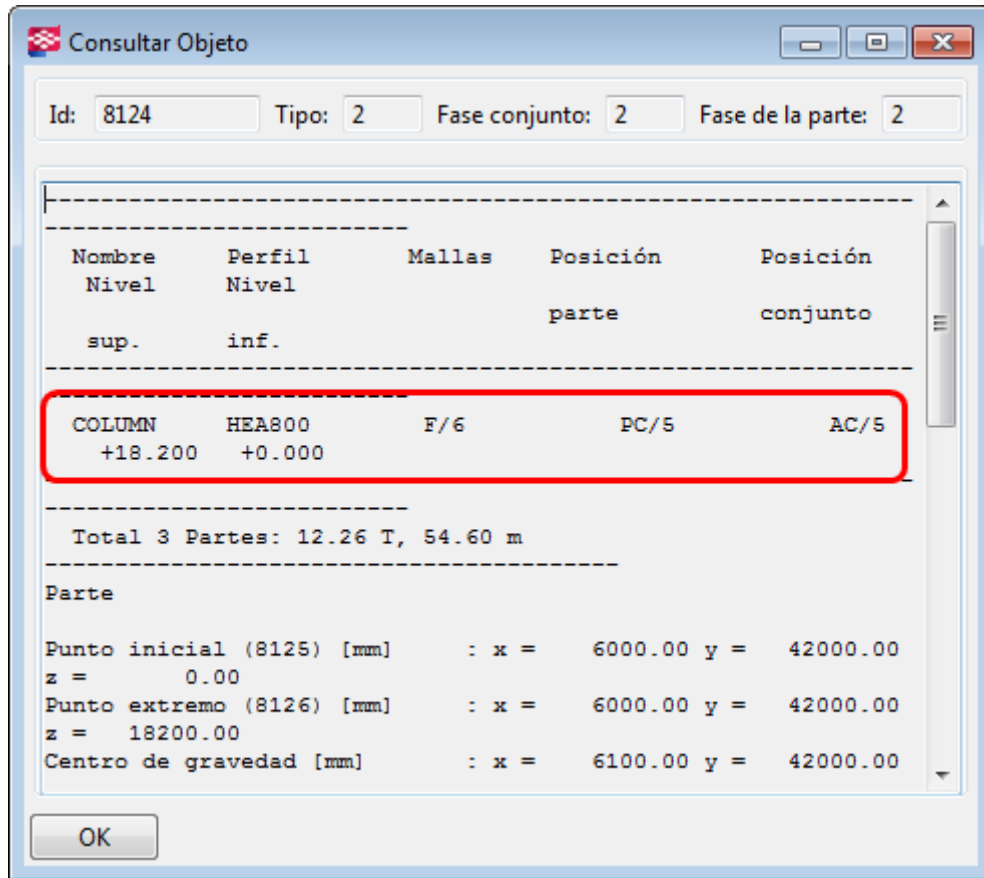 Consultar Objeto
Id: 8124 Tipo: 2 Fase conjunto: 2 Fase de la parte: 2
├---------------------------------------------------------------
---------------------------
Nombre Perfil Mallas Posición Posición
Nivel Nivel
parte conjunto
sup. inf.
----------------------------------------------------------------
---------------------------
COLUMN HEA800 F/6 PC/5 AC/5
+18.200 +0.000
----------------------------------------------------------------
---------------------------
Total 3 Partes: 12.26 T, 54.60 m
-------------------------------------------
Parte
Punto inicial (8125) [mm] : x = 6000.00 y = 42000.00
z = 0.00
Punto extremo (8126) [mm] : x = 6000.00 y = 42000.00
z = 18200.00
Centro de gravedad [mm] : x = 6100.00 y = 42000.00
OK